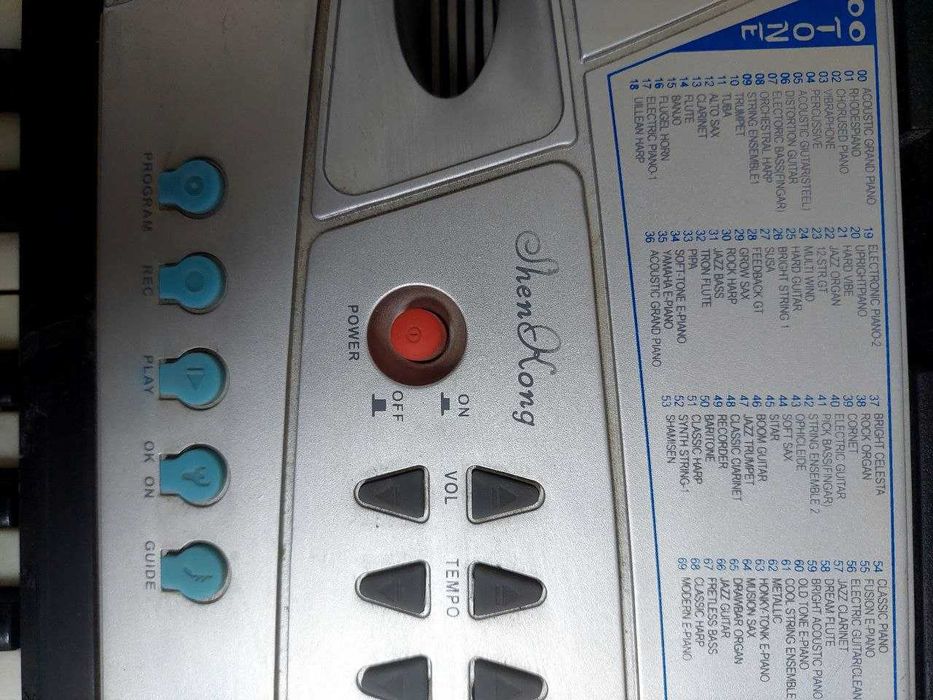 100
TONE
00 ACOUSTIC GRAND PIANO
01 RHODESPIANO
02 CHORUSED PIANO
03 VIBRAPHONE
04 PERCUSSIVE
05 ACOUSTIC GUITAR(STEEL)
06 DISTORTION GUITAR
07 ELECTORIC BASS(FINGAR)
08 ORCHESTRAL HARP
09 STRING ENSEMBLE1
10 TRUMPET
11 TUBA
12 ALTO SAX
13 CLARINET
14 FLUTE
15 BANJO
16 FLUGEL HORN
17 ELECTRIC PIANO-1
18 UILLEAN HARP
19 ELECTRONIC PIANO-2
20 UPRIGHTPIANO
21 HARD VIBE
22 JAZZ ORGAN
23 12-STR.GT
24 MULTI WIND
25 HARD GUITAR
26 BRIGHT STRING 1
27 SUSBA
28 FEEDBACK GT
29 GROW SAX
30 ROCK HARP
31 JAZZ BASS
32 TRON FLUTE
33 PIPA
34 SOFT-TONE E-PIANO
35 YAMAHA E-PIANO
36 ACOUSTIC GRAND PIANO
37 BRIGHT CELESTA
38 ROCK ORGAN
39 CORNET
40 ELECTRIC GUITAR
41 PICK BASS(FINGAR)
42 STRING ENSEMBLE 2
43 OPHICLEIDE
44 SOFT SAX
45 SITAR
46 BOOM GUITAR
47 JAZZ TRUMPET
48 CLASSIC CLARINET
49 RECORDER
50 BARITONE
51 CLASSIC HARP
52 SYNTH STRING-1
53 SHAMISEN
54 CLASSIC PIANO
55 FUSION E-PIANO
56 ELECTRIC GUITAR(CLEAN
57 JAZZ CLARINET
58 DREAM FLUTE
59 BRIGHT ACOUSTIC PIANO
60 OLD TONE E-PIANO
61 COOL STRING ENSEMBL
62 METALLIC
63 HONKY-TONK E-PIANO
64 MUSION SAX
65 DRAWBAR ORGAN
66 JAZZ GUITAR
67 FRETLESS BASS
68 CLASSIC HARP
69 MODERN E-PIANO
ShenKong
ON
OFF
POWER
VOL
TEMPO
PROGRAM
REC
PLAY
OK ON
GUIDE